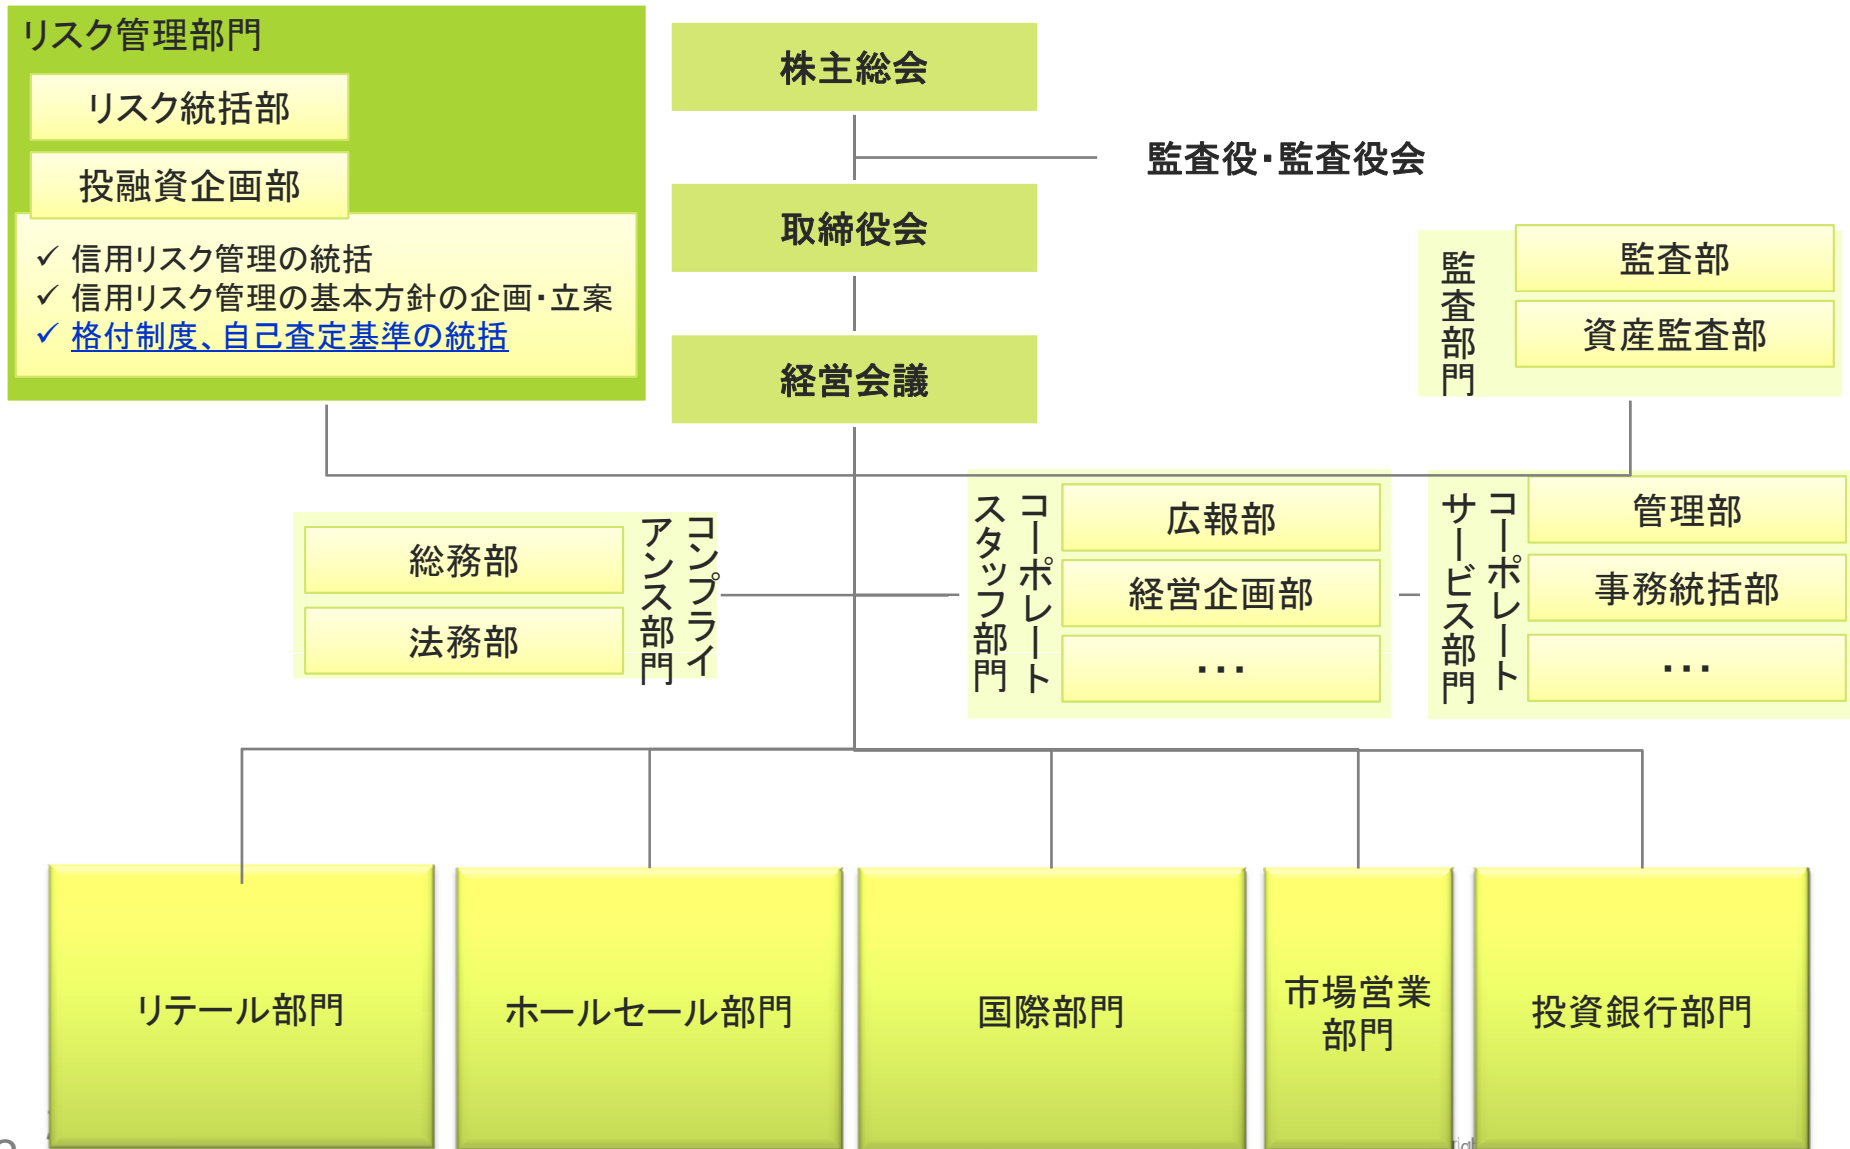 リスク管理部門
リスク統括部
投融資企画部
✓ 信用リスク管理の統括
✓ 信用リスク管理の基本方針の企画・立案
✓ 格付制度、自己査定基準の統括
株主総会
監査役・監査役会
取締役会
経営会議
監査部門
監査部
資産監査部
総務部
法務部
コンプライ
アンス部門
コーポレート
スタッフ部門
広報部
経営企画部
・・・
コーポレート
サービス部門
管理部
事務統括部
・・・
リテール部門
ホールセール部門
国際部門
市場営業
部門
投資銀行部門